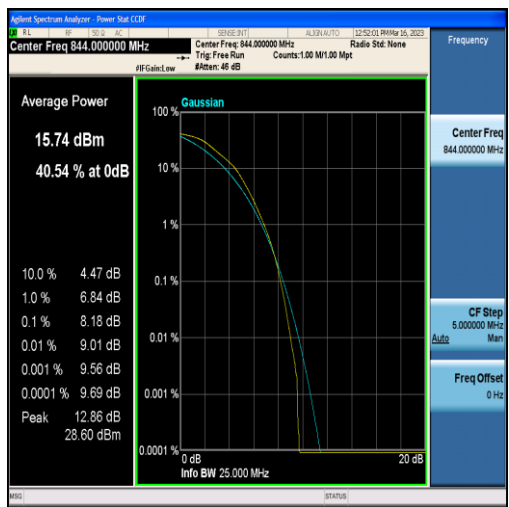 Agilent Spectrum Analyzer - Power Stat CCDF
RL RF 50 Ω AC SENSE:INT ALIGN AUTO 12:52:01 PM Mar 16, 2023
Center Freq 844.000000 MHz
Center Freq: 844.000000 MHz Radio Std: None
Trig: Free Run Counts:1.00 M/1.00 Mpt
#IFGain:Low #Atten: 46 dB
Frequency
Average Power
15.74 dBm
40.54 % at 0dB
10.0 % 4.47 dB
1.0 % 6.84 dB
0.1 % 8.18 dB
0.01 % 9.01 dB
0.001 % 9.56 dB
0.0001 % 9.69 dB
Peak 12.86 dB
28.60 dBm
Gaussian
100 %
10 %
1 %
0.1 %
0.01 %
0.001 %
0.0001 %
0 dB 20 dB
Info BW 25.000 MHz
Center Freq
844.000000 MHz
CF Step
5.000000 MHz
Auto Man
Freq Offset
0 Hz
MSG STATUS